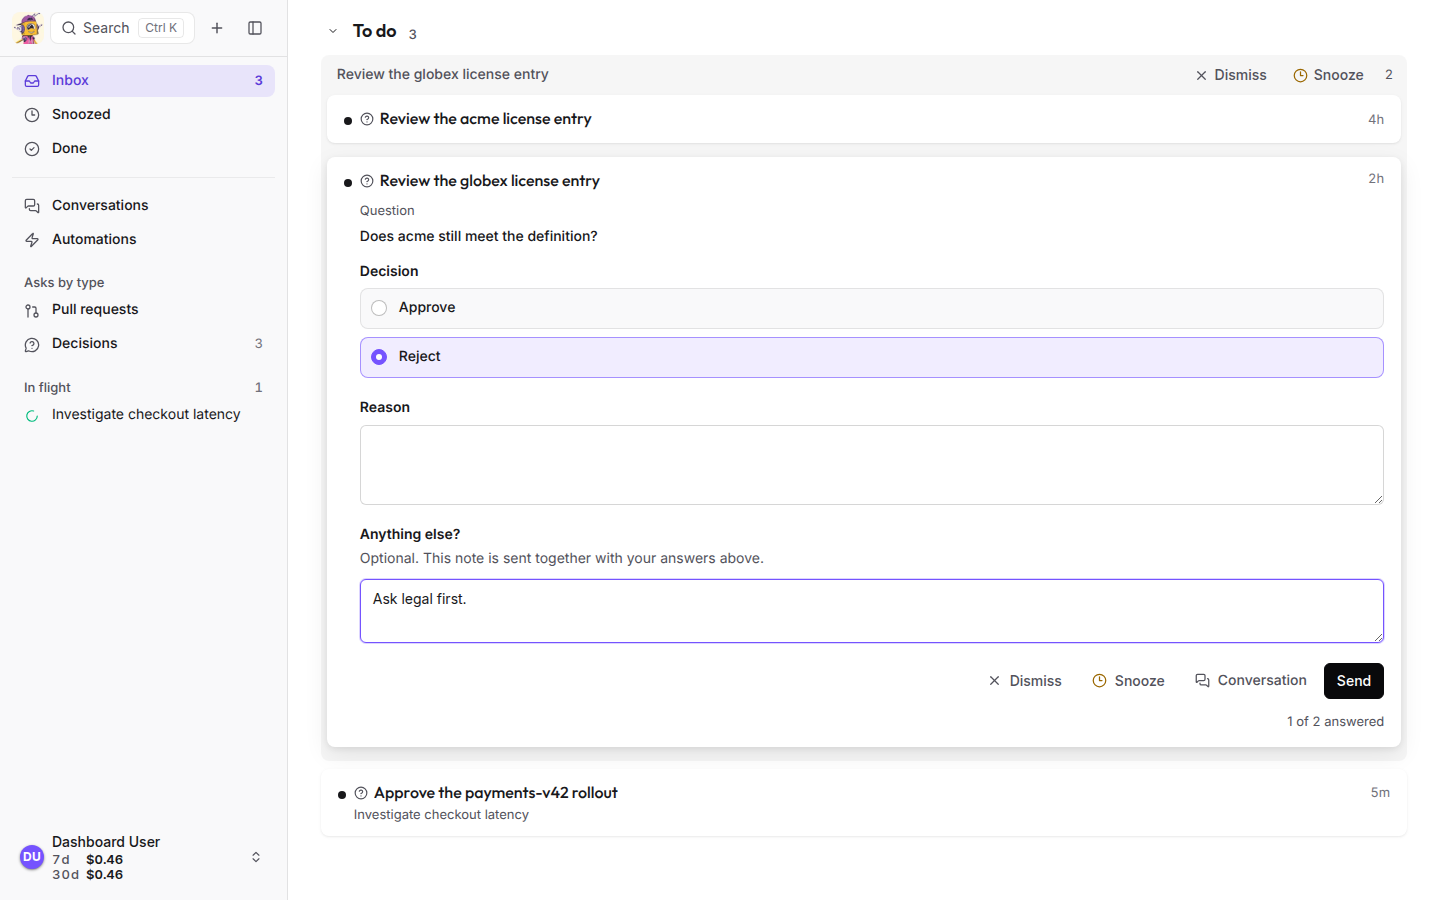 Search Ctrl K
Inbox 3
Snoozed
Done
Conversations
Automations
Asks by type
Pull requests
Decisions 3
In flight 1
Investigate checkout latency
DU
Dashboard User
7d $0.46
30d $0.46
To do 3
Review the globex license entry
Dismiss Snooze 2
Review the acme license entry 4h
Review the globex license entry 2h
Question
Does acme still meet the definition?
Decision
Approve
Reject
Reason
Anything else?
Optional. This note is sent together with your answers above.
Ask legal first.
Dismiss Snooze Conversation Send
1 of 2 answered
Approve the payments-v42 rollout 5m
Investigate checkout latency